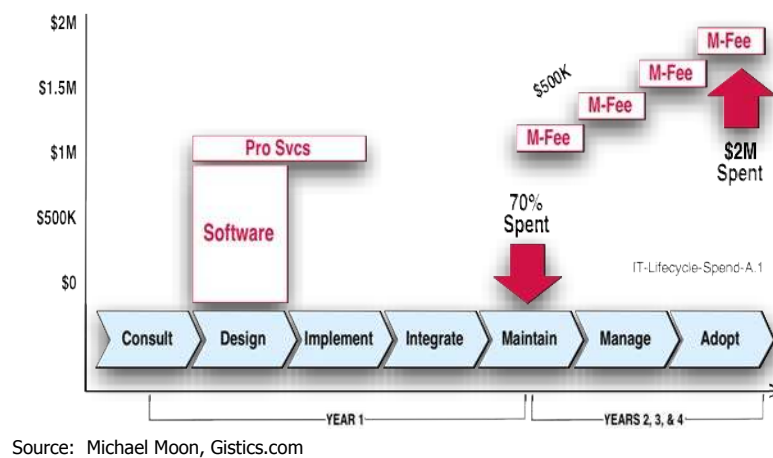 $2M
$1.5M
$1M
$500K
$0
M-Fee
M-Fee
M-Fee
M-Fee
$500K
$2M
Spent
Pro Svcs
Software
70%
Spent
IT-Lifecycle-Spend-A.1
Consult
Design
Implement
Integrate
Maintain
Manage
Adopt
YEAR 1
YEARS 2, 3, & 4
Source: Michael Moon, Gistics.com